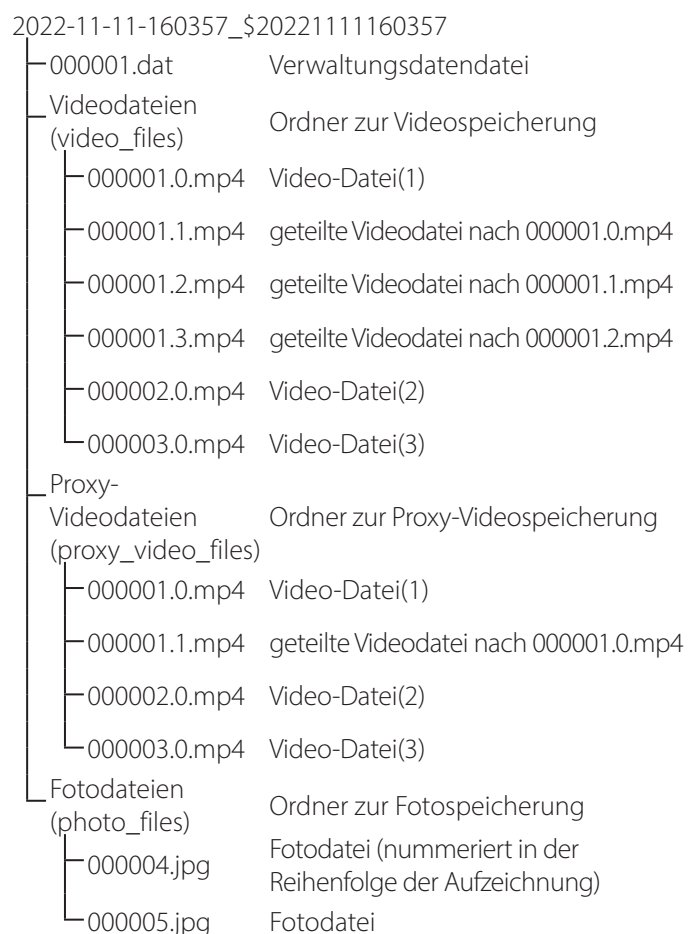 2022-11-11-160357_$20221111160357
000001.dat Verwaltungsdatendatei
Videodateien
(video_files) Ordner zur Videospeicherung
000001.0.mp4 Video-Datei(1)
000001.1.mp4 geteilte Videodatei nach 000001.0.mp4
000001.2.mp4 geteilte Videodatei nach 000001.1.mp4
000001.3.mp4 geteilte Videodatei nach 000001.2.mp4
000002.0.mp4 Video-Datei(2)
000003.0.mp4 Video-Datei(3)
Proxy-
Videodateien Ordner zur Proxy-Videospeicherung
(proxy_video_files)
000001.0.mp4 Video-Datei(1)
000001.1.mp4 geteilte Videodatei nach 000001.0.mp4
000002.0.mp4 Video-Datei(2)
000003.0.mp4 Video-Datei(3)
Fotodateien
(photo_files) Ordner zur Fotospeicherung
000004.jpg Fotodatei (nummeriert in der
Reihenfolge der Aufzeichnung)
000005.jpg Fotodatei